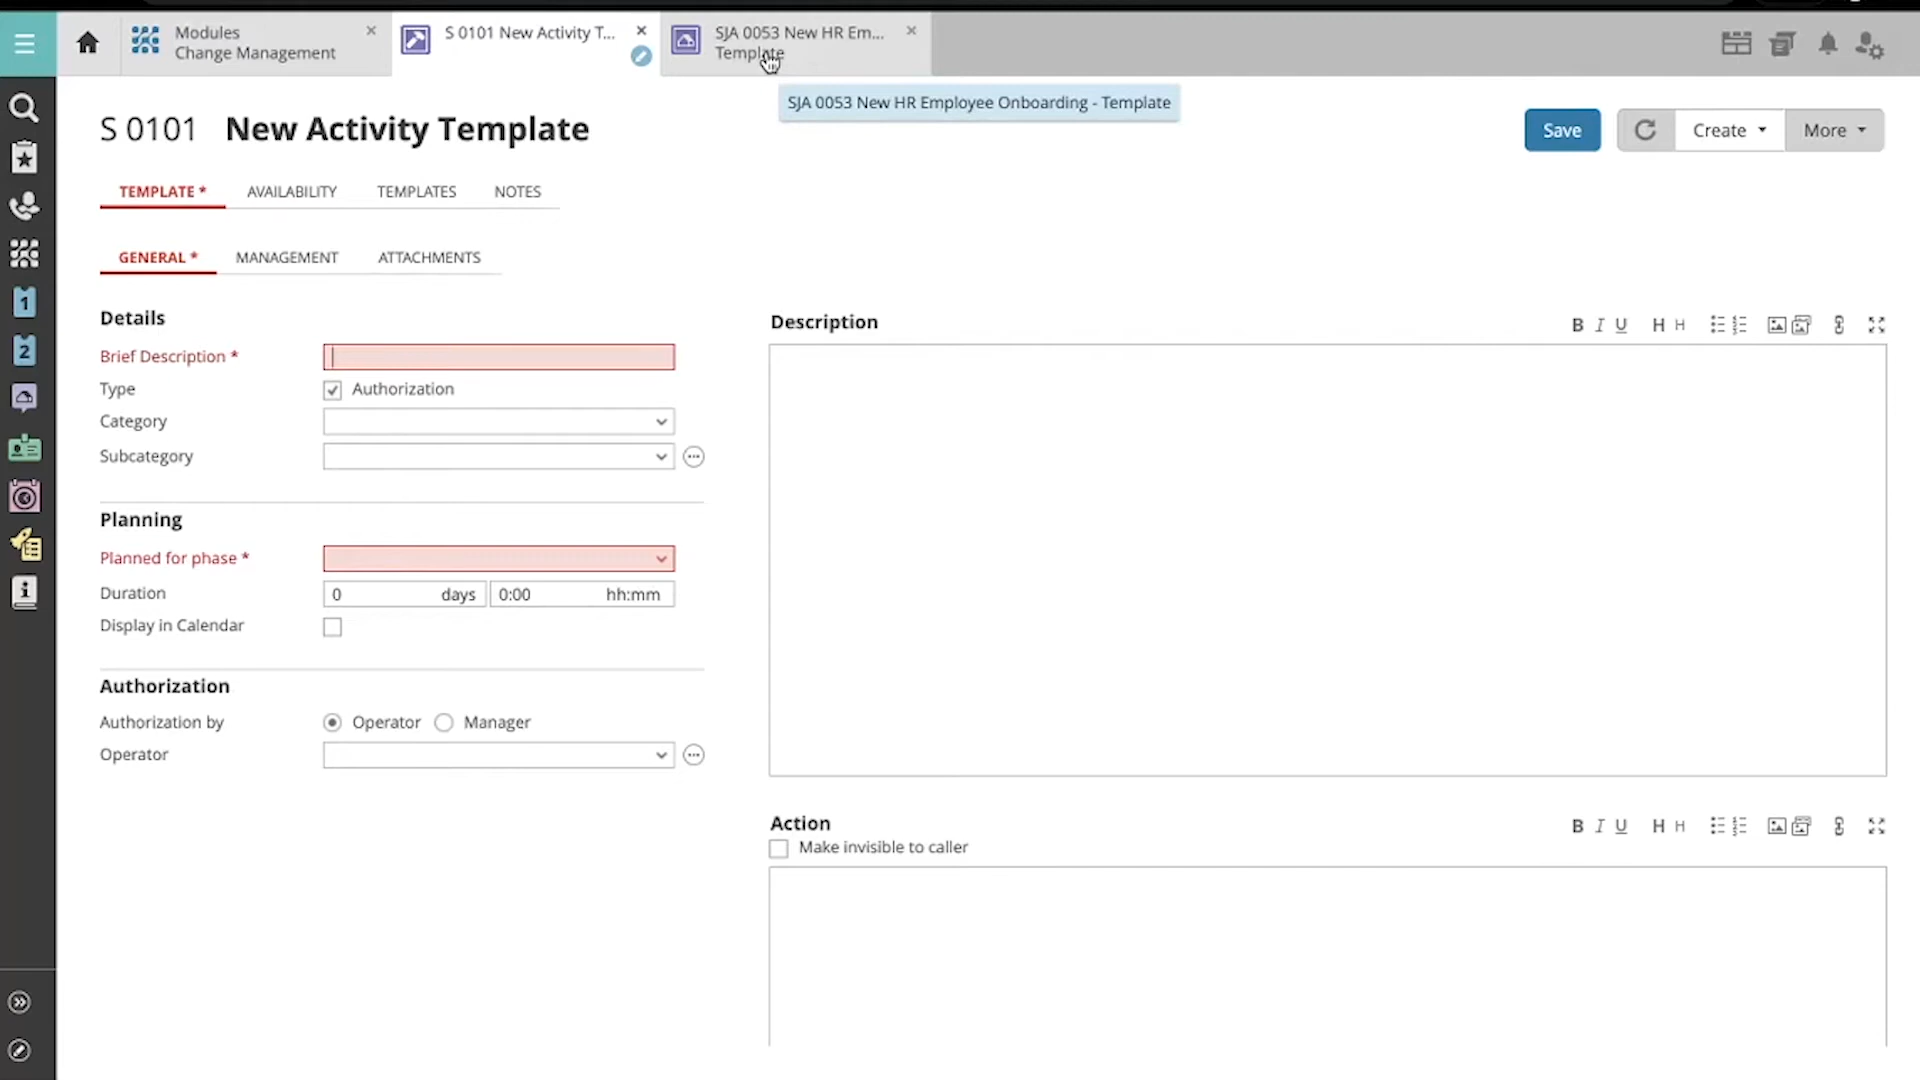 Modules
Change Management
S 0101 New Activity T...
SJA 0053 New HR Em...
Template
SJA 0053 New HR Employee Onboarding - Template
S 0101 New Activity Template
Save
Create
More
TEMPLATE *
AVAILABILITY
TEMPLATES
NOTES
GENERAL *
MANAGEMENT
ATTACHMENTS
Details
Brief Description *
Type
Authorization
Category
Subcategory
Planning
Planned for phase *
Duration
0 days
0:00 hh:mm
Display in Calendar
Authorization
Authorization by
Operator
Manager
Operator
Description
B I U H H
Action
B I U H H
Make invisible to caller
1
2